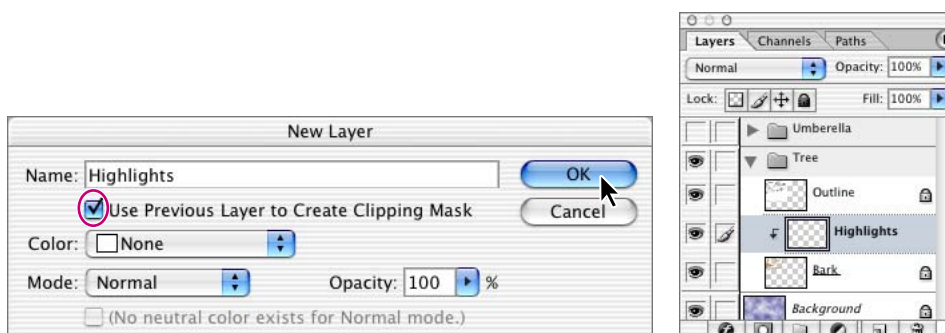 New Layer
Name: Highlights
OK
Use Previous Layer to Create Clipping Mask
Cancel
Color: None
Mode: Normal Opacity: 100 %
(No neutral color exists for Normal mode.)
Layers Channels Paths
Normal Opacity: 100%
Lock: Fill: 100%
Umberella
Tree
Outline
Highlights
Bark
Background